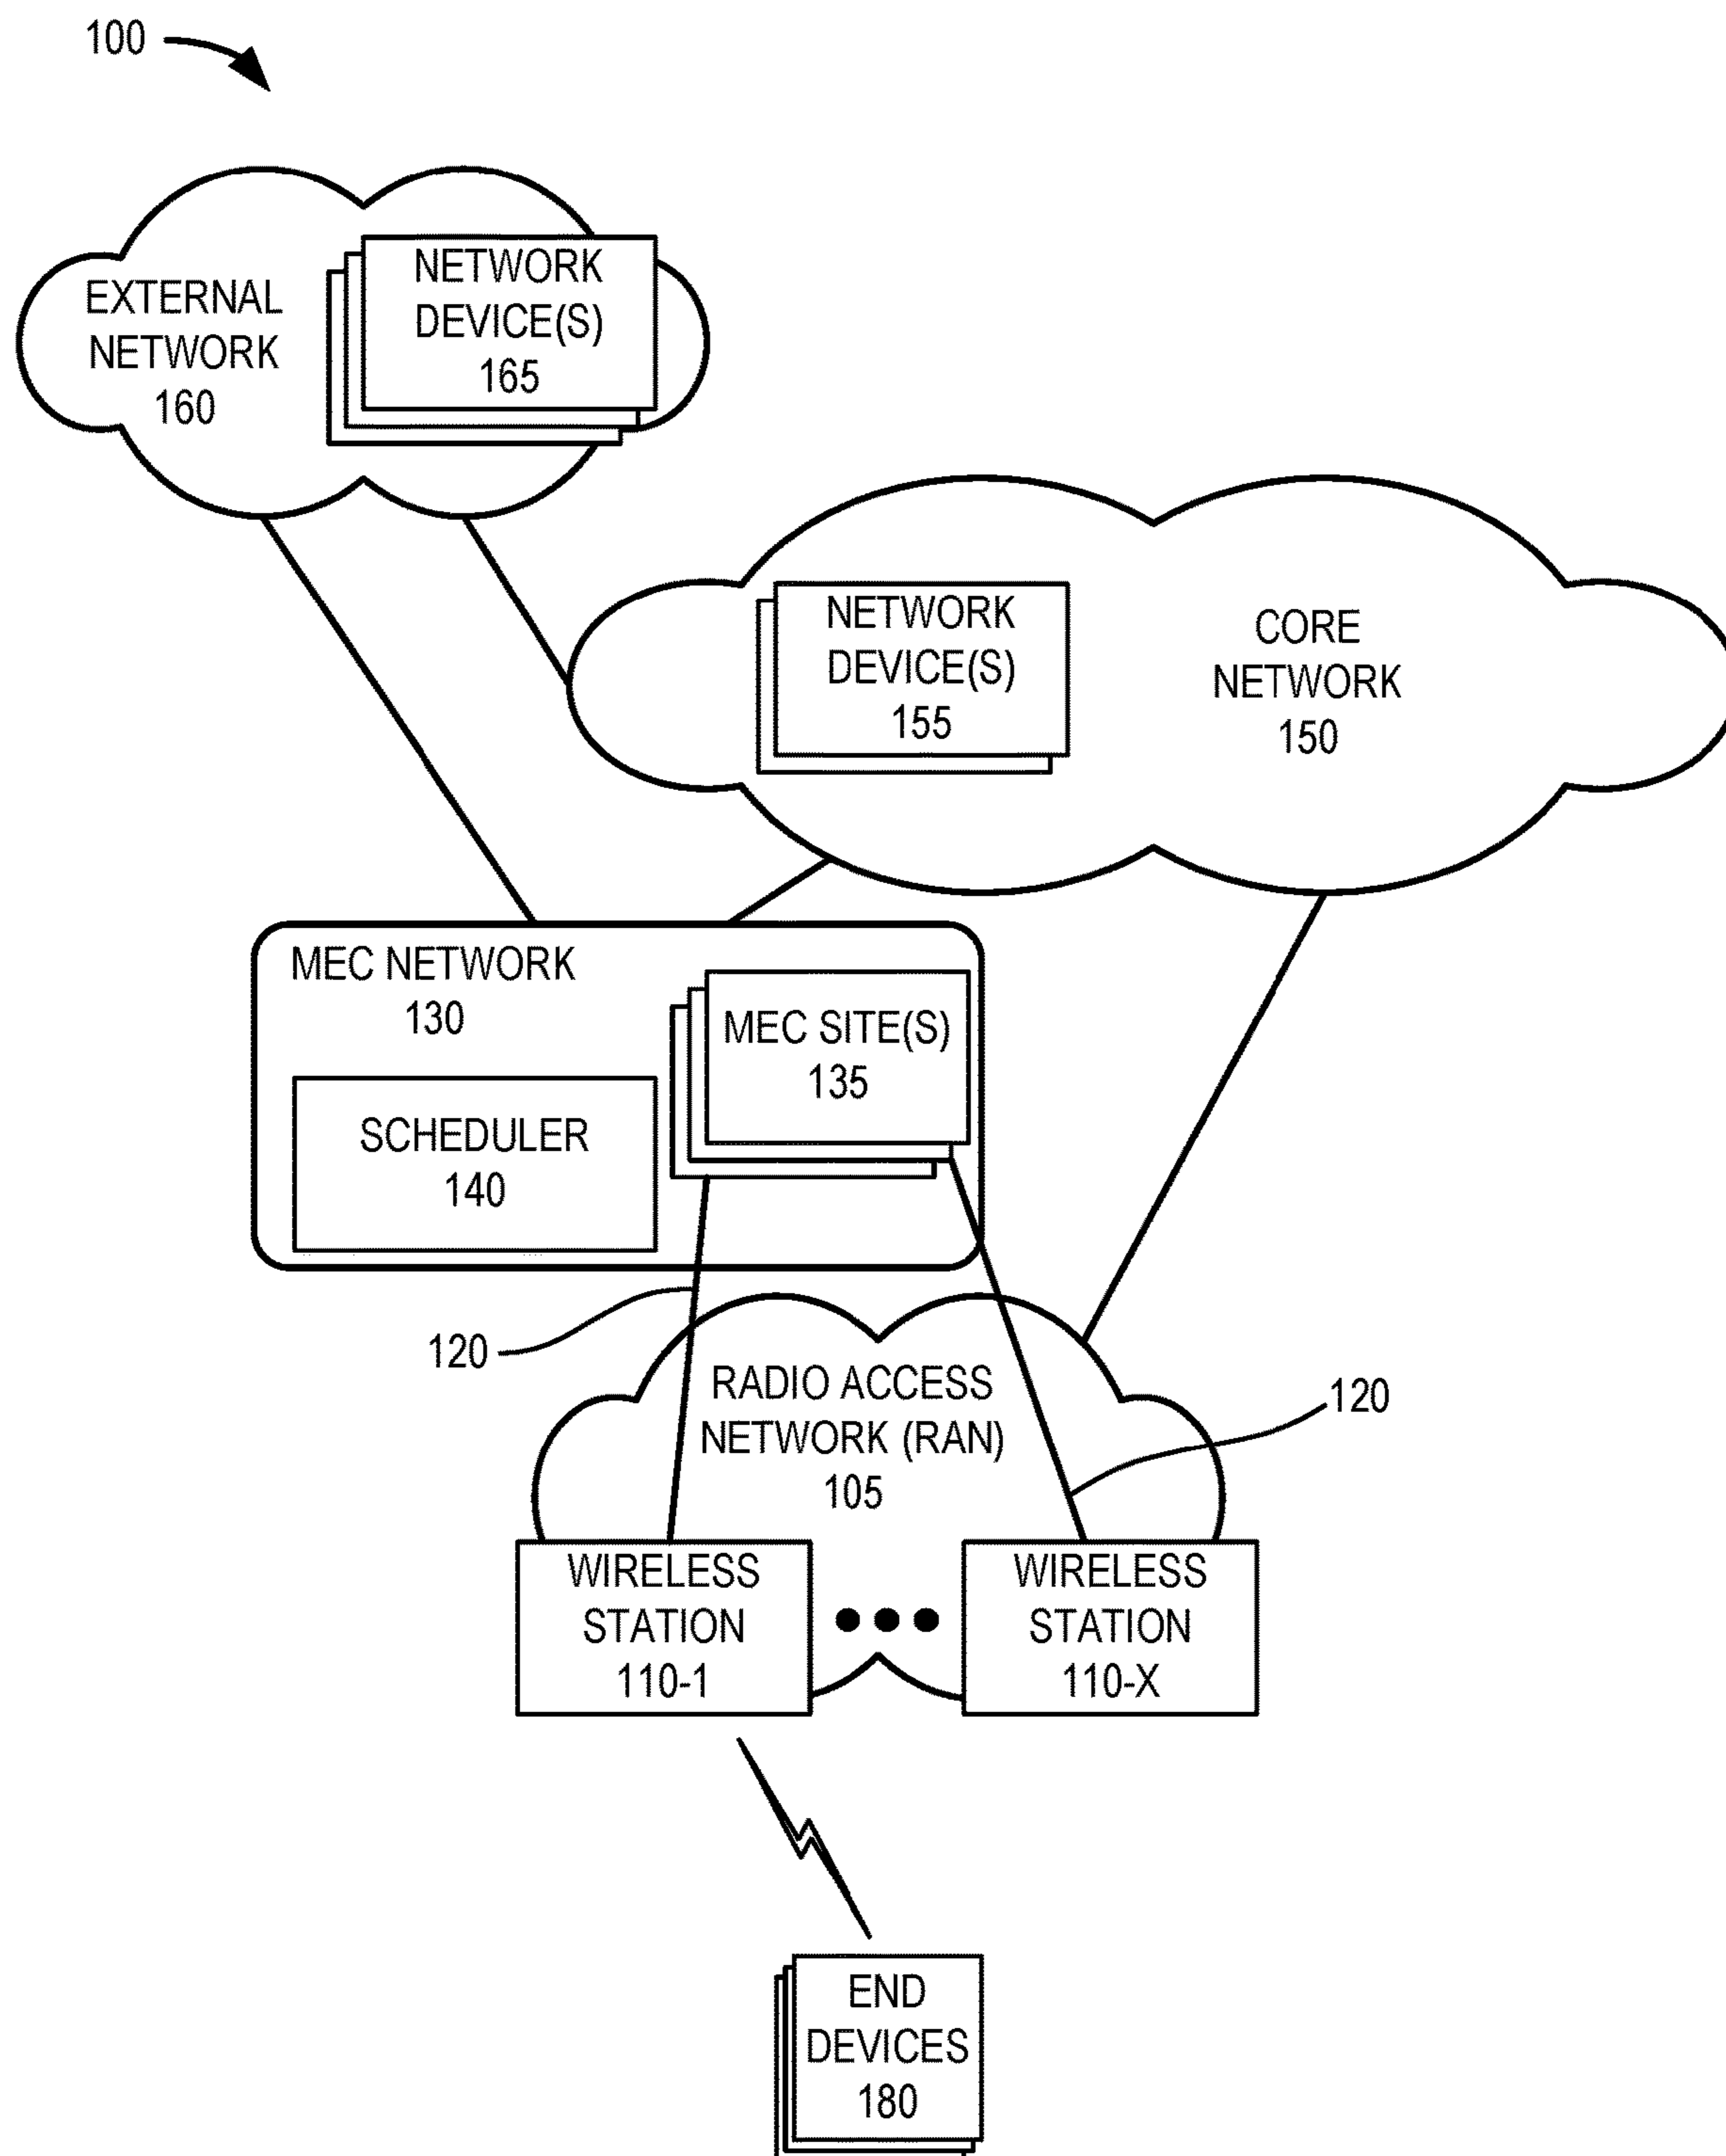 100
EXTERNAL
NETWORK
160
NETWORK
DEVICE(S)
165
NETWORK
DEVICE(S)
155
CORE
NETWORK
150
MEC NETWORK
130
MEC SITE(S)
135
SCHEDULER
140
120
RADIO ACCESS
NETWORK (RAN)
105
120
WIRELESS
STATION
110-1
WIRELESS
STATION
110-X
END
DEVICES
180